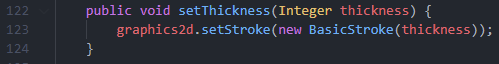 122 public void setThickness(Integer thickness) {
123 graphics2d.setStroke(new BasicStroke(thickness));
124 }